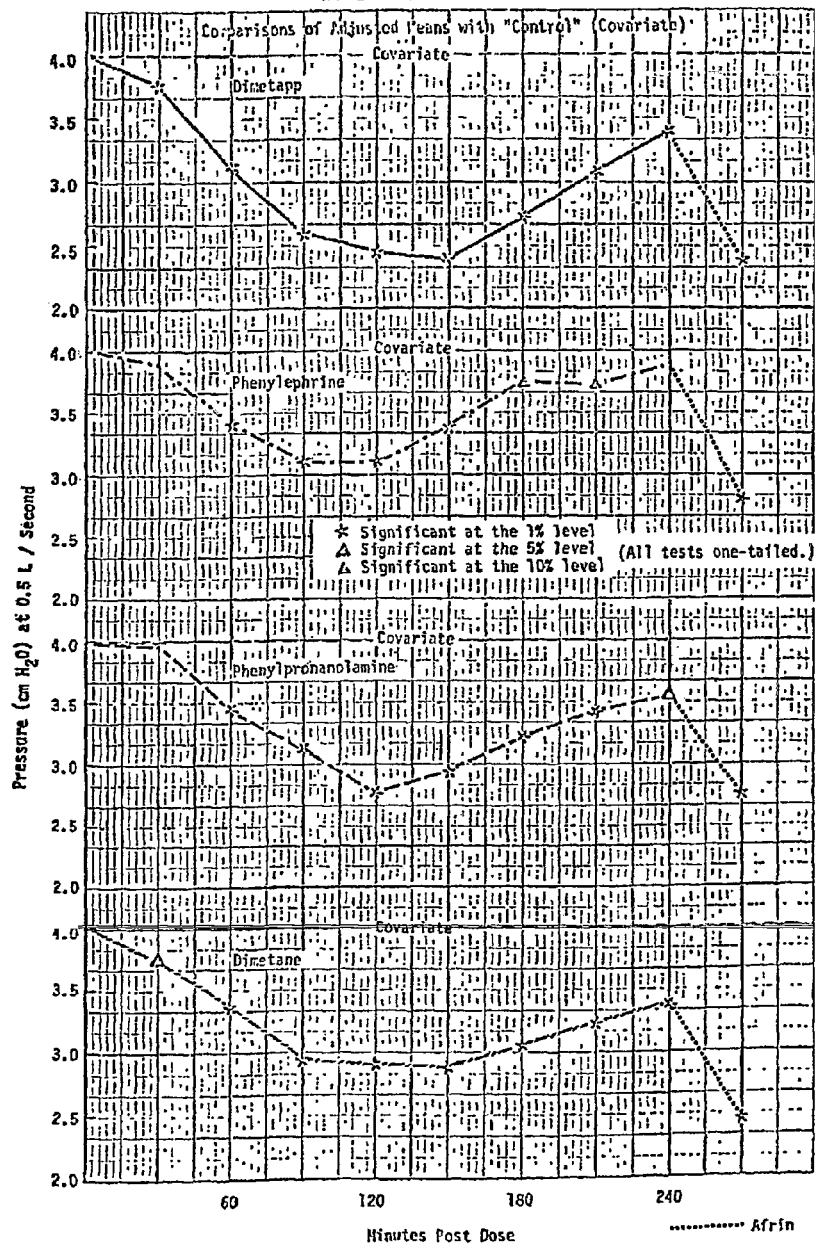 Comparisons of Adjusted Means with "Control" (Covariate)
Covariate
Dimetapp
4.0
3.5
3.0
2.5
2.0
Covariate
Phenylephrine
4.0
3.5
3.0
2.5
2.0
✶ Significant at the 1% level
△ Significant at the 5% level (All tests one-tailed.)
△ Significant at the 10% level
Covariate
Phenylpronanolamine
4.0
3.5
3.0
2.5
2.0
Covariate
Dimetane
4.0
3.5
3.0
2.5
2.0
Pressure (cm H₂O) at 0.5 L / Second
60 120 180 240
Minutes Post Dose
Afrin